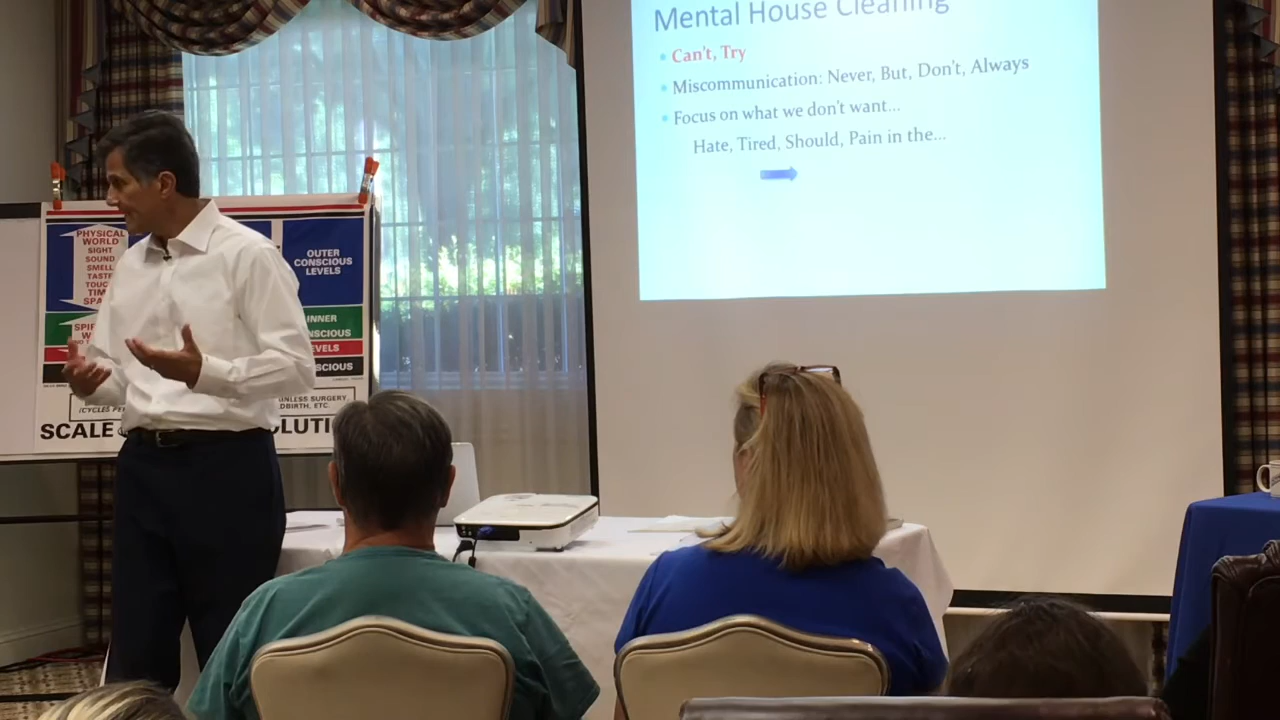 Mental House Cleaning
• Can't, Try
• Miscommunication: Never, But, Don't, Always
• Focus on what we don't want...
Hate, Tired, Should, Pain in the...
PHYSICAL
WORLD
SIGHT
SOUND
SMELL
TASTE
OUTER
CONSCIOUS
LEVELS
INNER
SCALE